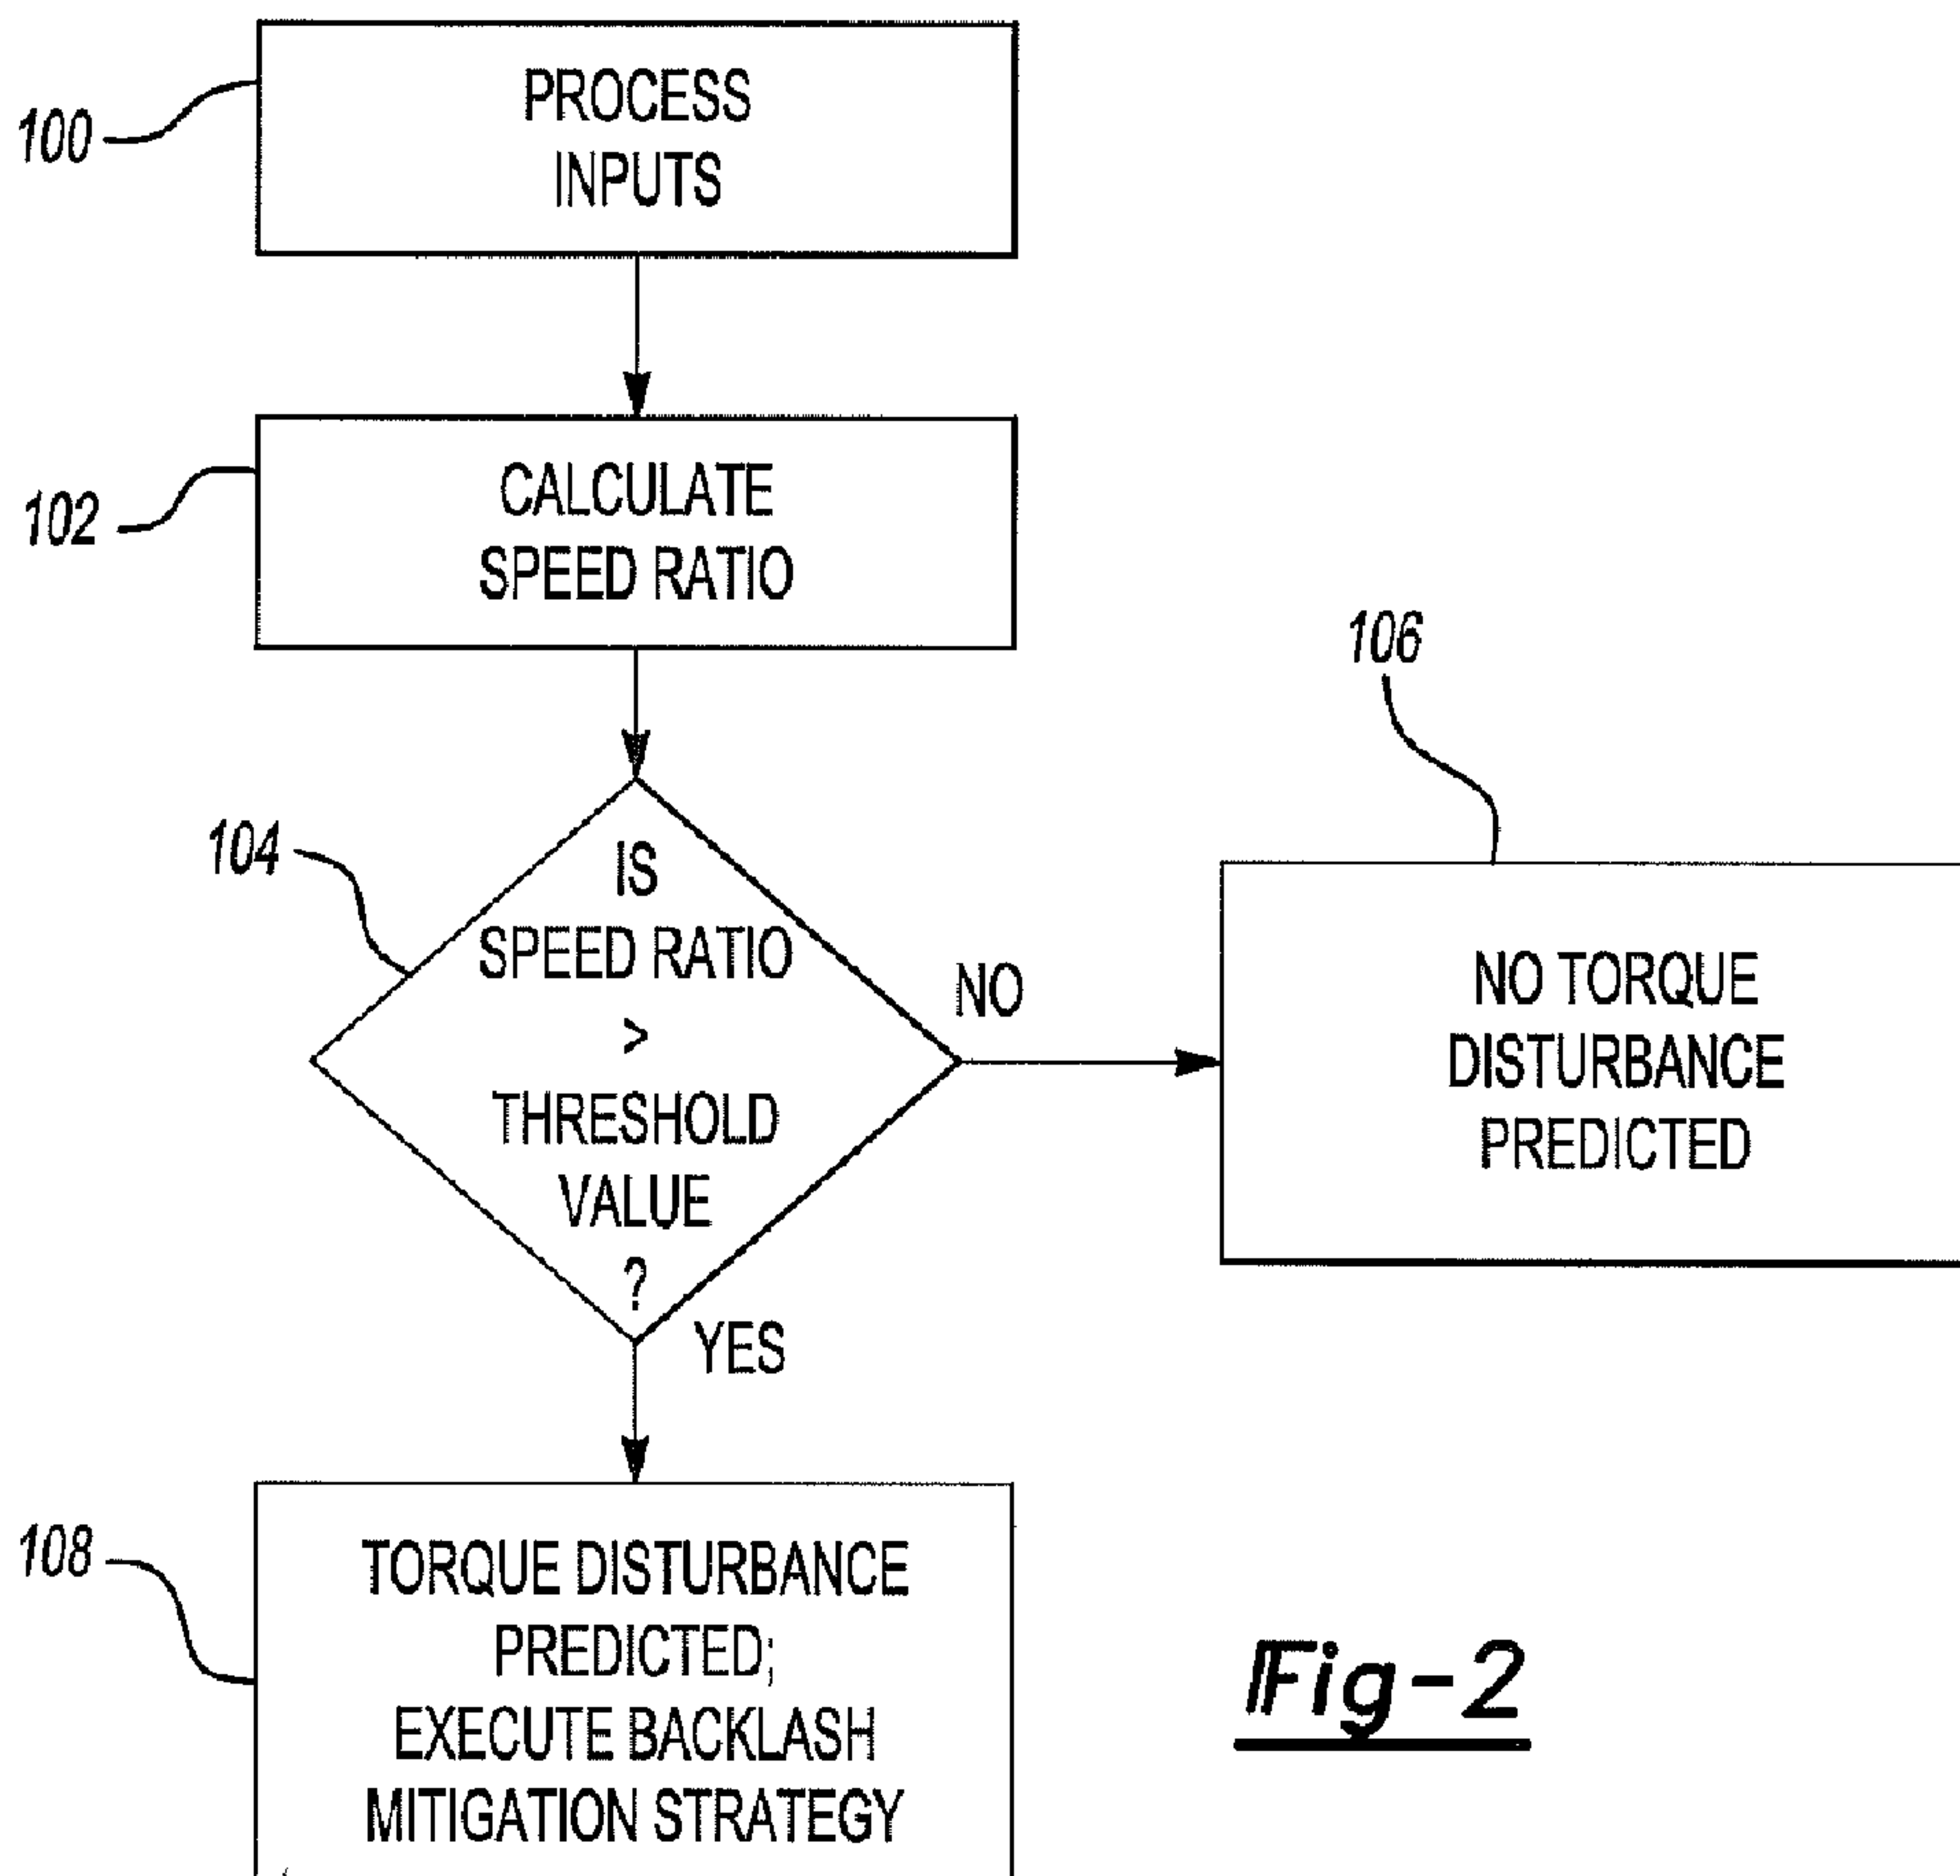 100
PROCESS
INPUTS
102
CALCULATE
SPEED RATIO
104
IS
SPEED RATIO
>
THRESHOLD
VALUE
?
NO
YES
106
NO TORQUE
DISTURBANCE
PREDICTED
108
TORQUE DISTURBANCE
PREDICTED;
EXECUTE BACKLASH
MITIGATION STRATEGY
Fig-2